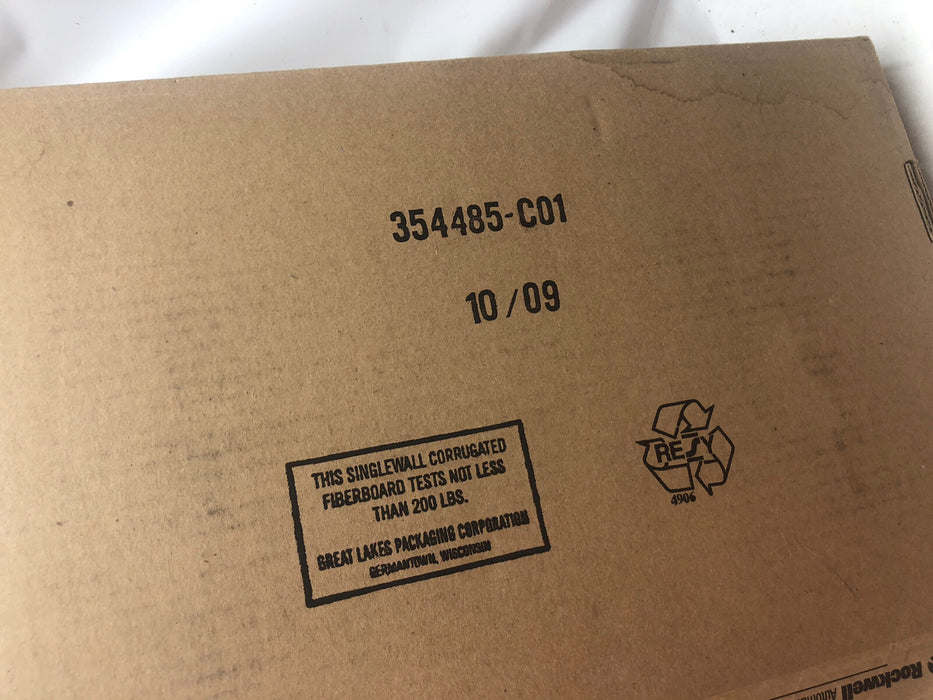 354485-C01
10/09
THIS SINGLEWALL CORRUGATED
FIBERBOARD TESTS NOT LESS
THAN 200 LBS.
GREAT LAKES PACKAGING CORPORATION
GERMANTOWN, WISCONSIN
RESY
4906
Rockwell